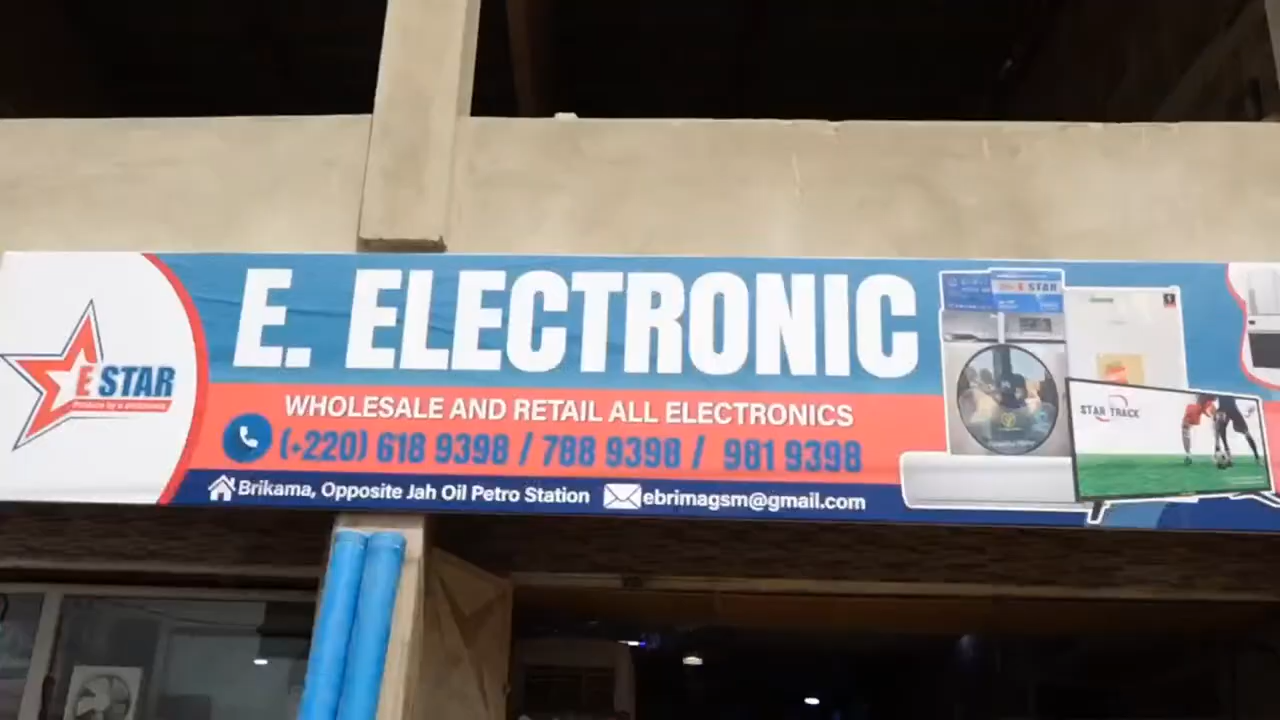 E STAR
E. ELECTRONIC
WHOLESALE AND RETAIL ALL ELECTRONICS
(+220) 618 9398 / 788 9398 / 981 9398
Brikama, Opposite Jah Oil Petro Station ebrimagsm@gmail.com
E STAR
STAR TRACK